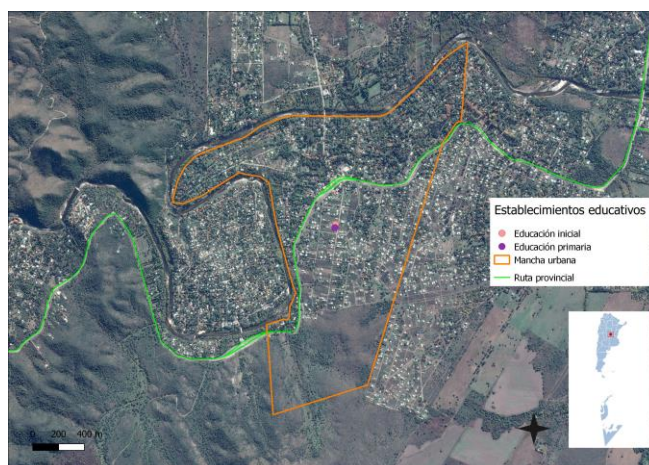 Establecimientos educativos
Educación inicial
Educación primaria
Mancha urbana
Ruta provincial
0 200 400 m